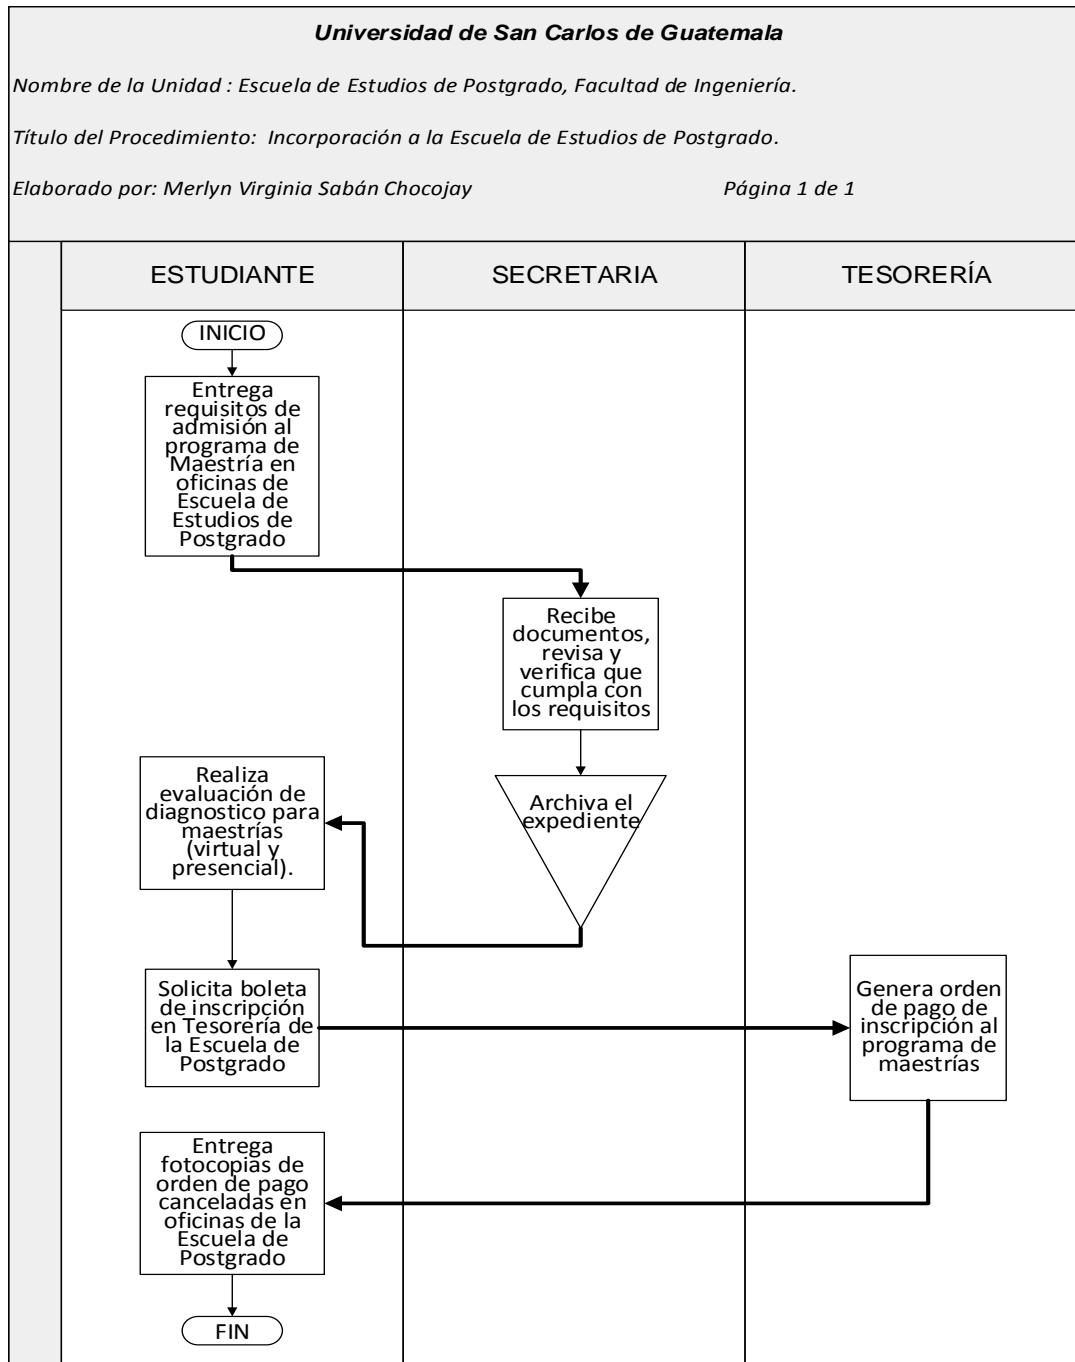 Universidad de San Carlos de Guatemala
Nombre de la Unidad : Escuela de Estudios de Postgrado, Facultad de Ingeniería.
Título del Procedimiento:  Incorporación a la Escuela de Estudios de Postgrado.
Elaborado por: Merlyn Virginia Sabán Chocojay
Página 1 de 1
ESTUDIANTE
SECRETARIA
TESORERÍA
INICIO
Entrega
requisitos de
admisión al
programa de
Maestría en
oficinas de
Escuela de
Estudios de
Postgrado
Recibe
documentos,
revisa y
verifica que
cumpla con
los requisitos
Archiva el
expediente
Realiza
evaluación de
diagnostico para
maestrías
(virtual y
presencial).
Solicita boleta
de inscripción
en Tesorería de
la Escuela de
Postgrado
Genera orden
de pago de
inscripción al
programa de
maestrías
Entrega
fotocopias de
orden de pago
canceladas en
oficinas de la
Escuela de
Postgrado
FIN